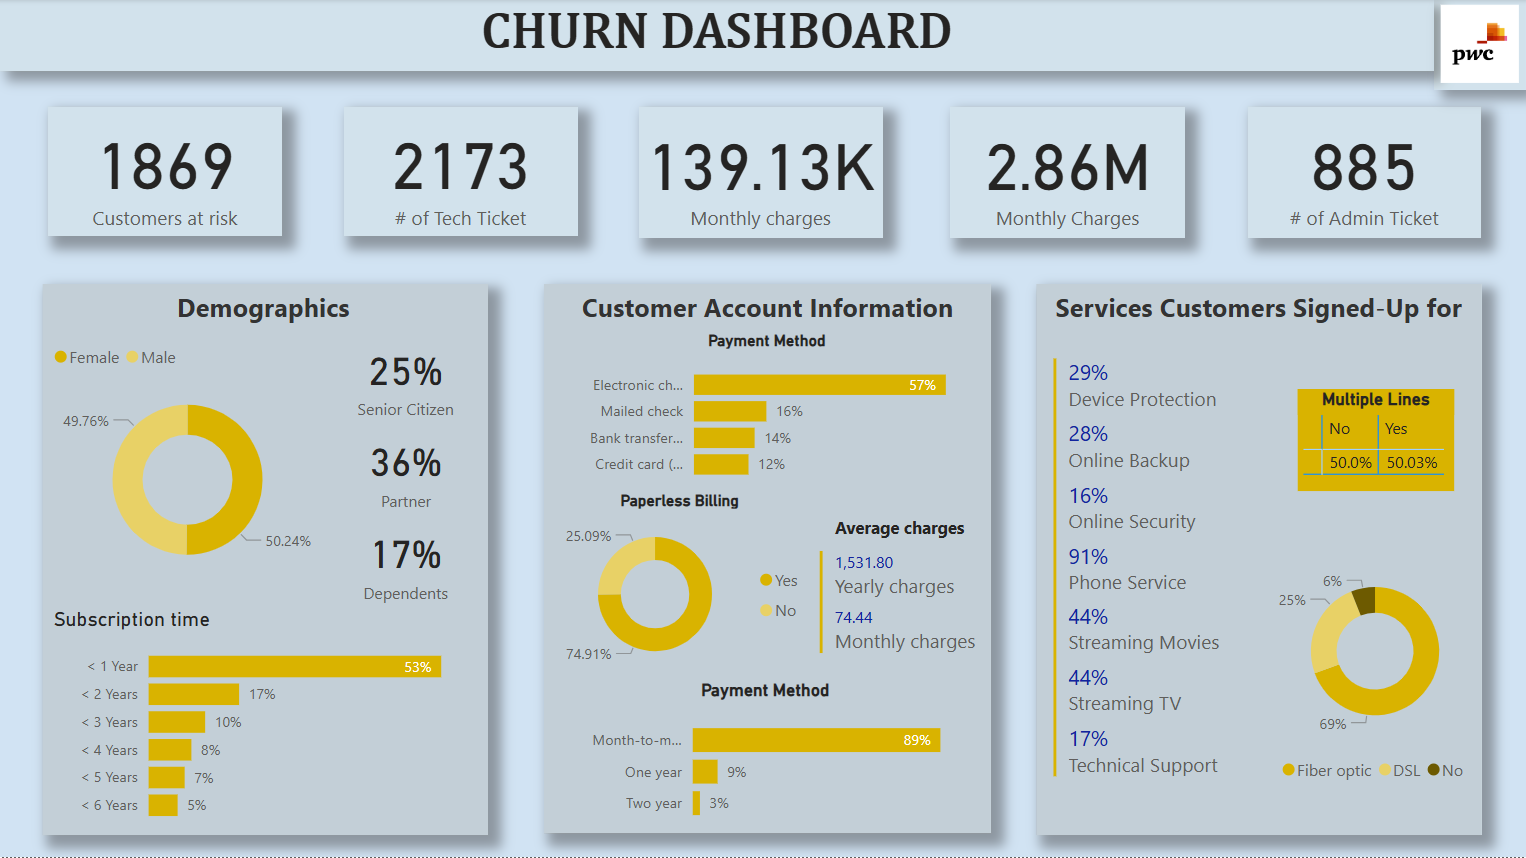 CHURN DASHBOARD
pwc
1869
Customers at risk
2173
# of Tech Ticket
139.13K
Monthly charges
2.86M
Monthly Charges
885
# of Admin Ticket
Demographics
Female Male
49.76%
50.24%
25%
Senior Citizen
36%
Partner
17%
Dependents
Subscription time
< 1 Year 53%
< 2 Years 17%
< 3 Years 10%
< 4 Years 8%
< 5 Years 7%
< 6 Years 5%
Customer Account Information
Payment Method
Electronic ch... 57%
Mailed check 16%
Bank transfer... 14%
Credit card (... 12%
Paperless Billing
25.09%
74.91%
Yes
No
Average charges
1,531.80
Yearly charges
74.44
Monthly charges
Payment Method
Month-to-m... 89%
One year 9%
Two year 3%
Services Customers Signed-Up for
29%
Device Protection
28%
Online Backup
16%
Online Security
91%
Phone Service
44%
Streaming Movies
44%
Streaming TV
17%
Technical Support
Multiple Lines
No Yes
50.0% 50.03%
6%
25%
69%
Fiber optic DSL No